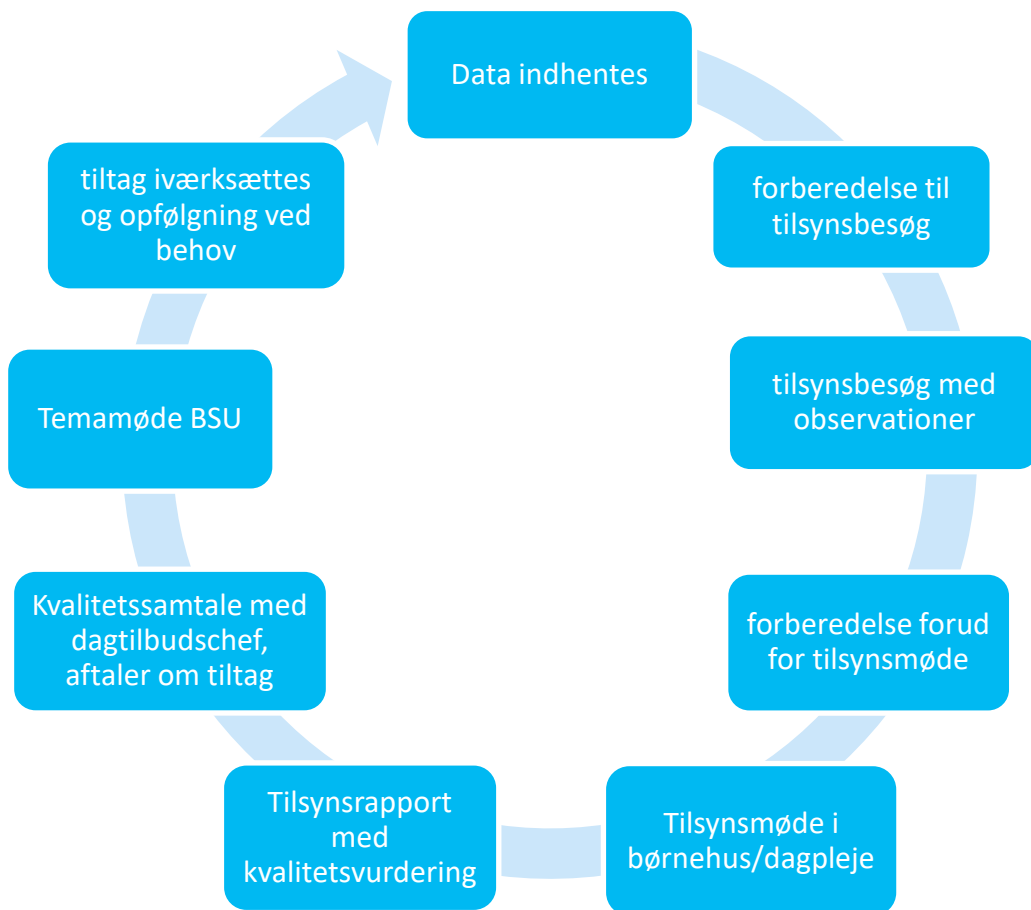 Data indhentes
forberedelse til
tilsynsbesøg
tilsynsbesøg med
observationer
forberedelse forud
for tilsynsmøde
Tilsynsmøde i
børnehus/dagpleje
Tilsynsrapport
med
kvalitetsvurdering
Kvalitetssamtale med
dagtilbudschef,
aftaler om tiltag
Temamøde BSU
tiltag iværksættes
og opfølgning ved
behov